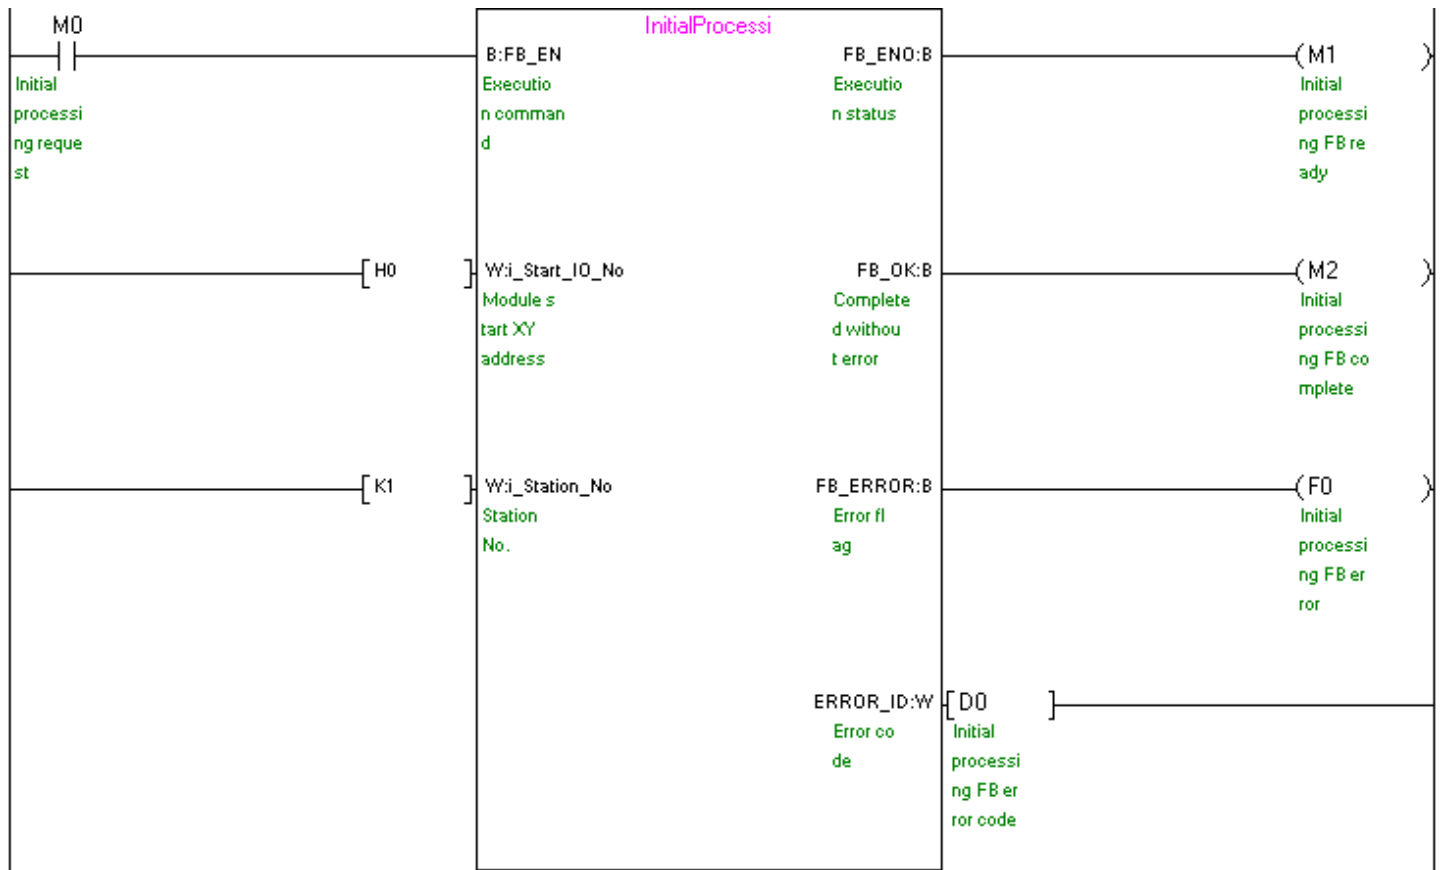 M0
InitialProcessi
B:FB_EN
FB_ENO:B
M1
Initial
processi
ng reque
st
Executio
n comman
d
Executio
n status
Initial
processi
ng FB re
ady
H0
W:i_Start_IO_No
FB_OK:B
M2
Module s
tart XY
address
Complete
d withou
t error
Initial
processi
ng FB co
mplete
K1
W:i_Station_No
FB_ERROR:B
F0
Station
No.
Error fl
ag
Initial
processi
ng FB er
ror
ERROR_ID:W
D0
Error co
de
Initial
processi
ng FB er
ror code